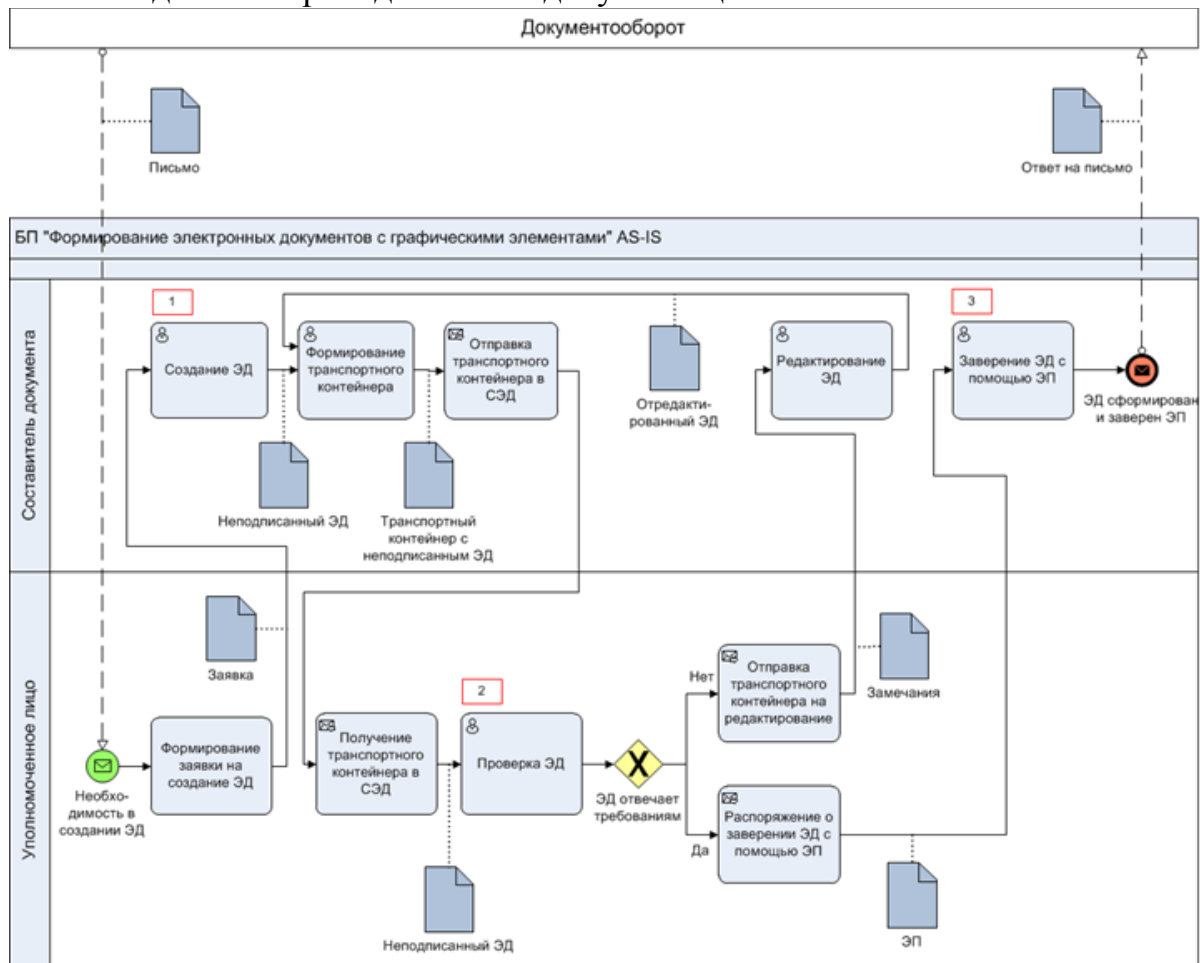 Документооборот
Письмо
Ответ на письмо
БП "Формирование электронных документов с графическими элементами" AS-IS
Составитель документа
1
Создание ЭД
Формирование
транспортного
контейнера
Отправка
транспортного
контейнера в
СЭД
Отредакти-
рованный ЭД
Редактирование
ЭД
3
Заверение ЭД с
помощью ЭП
ЭД сформирован
и заверен ЭП
Неподписанный ЭД
Транспортный
контейнер с
неподписанным ЭД
Уполномоченное лицо
Необхо-
димость в
создании ЭД
Формирование
заявки на
создание ЭД
Заявка
Получение
транспортного
контейнера в
СЭД
2
Проверка ЭД
Неподписанный ЭД
ЭД отвечает
требованиям
Нет
Отправка
транспортного
контейнера на
редактирование
Замечания
Да
Распоряжение о
заверении ЭД с
помощью ЭП
ЭП